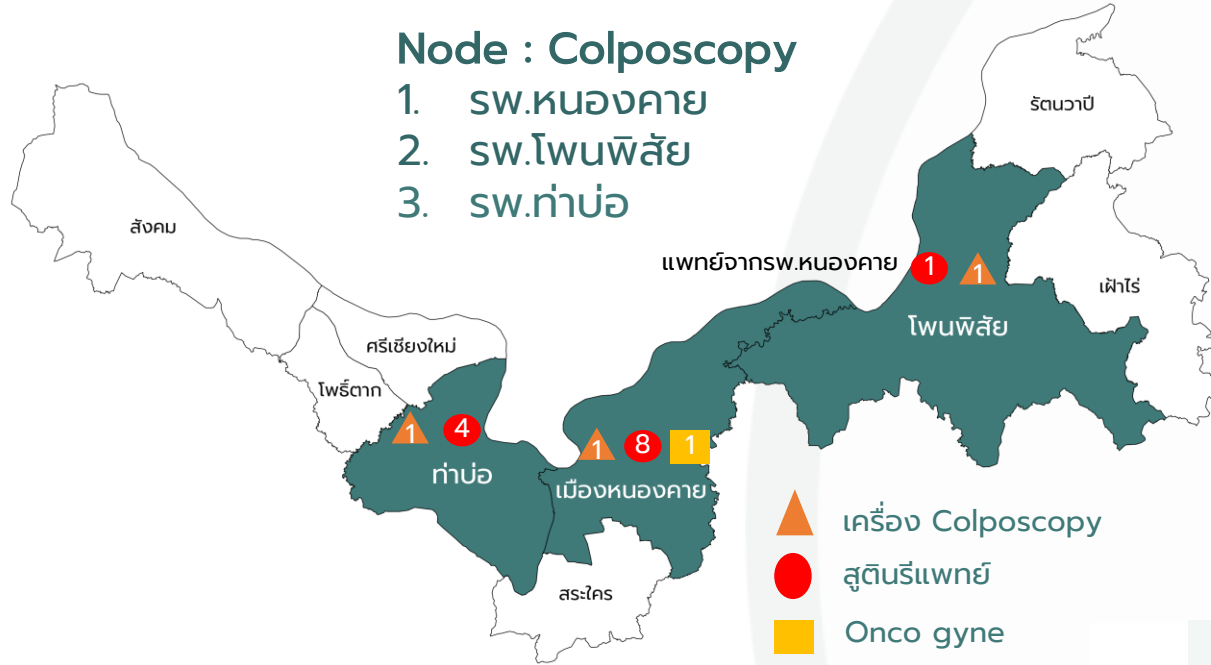 Node : Colposcopy
1. รพ.หนองคาย
2. รพ.โพนพิสัย
3. รพ.ท่าบ่อ
รัตนวาปี
สังคม
แพทย์จากรพ.หนองคาย 1 1
เฝ้าไร่
โพนพิสัย
ศรีเชียงใหม่
โพธิ์ตาก
1 4
ท่าบ่อ
1 8 1
เมืองหนองคาย
สระใคร
เครื่อง Colposcopy
สูตินรีแพทย์
Onco gyne